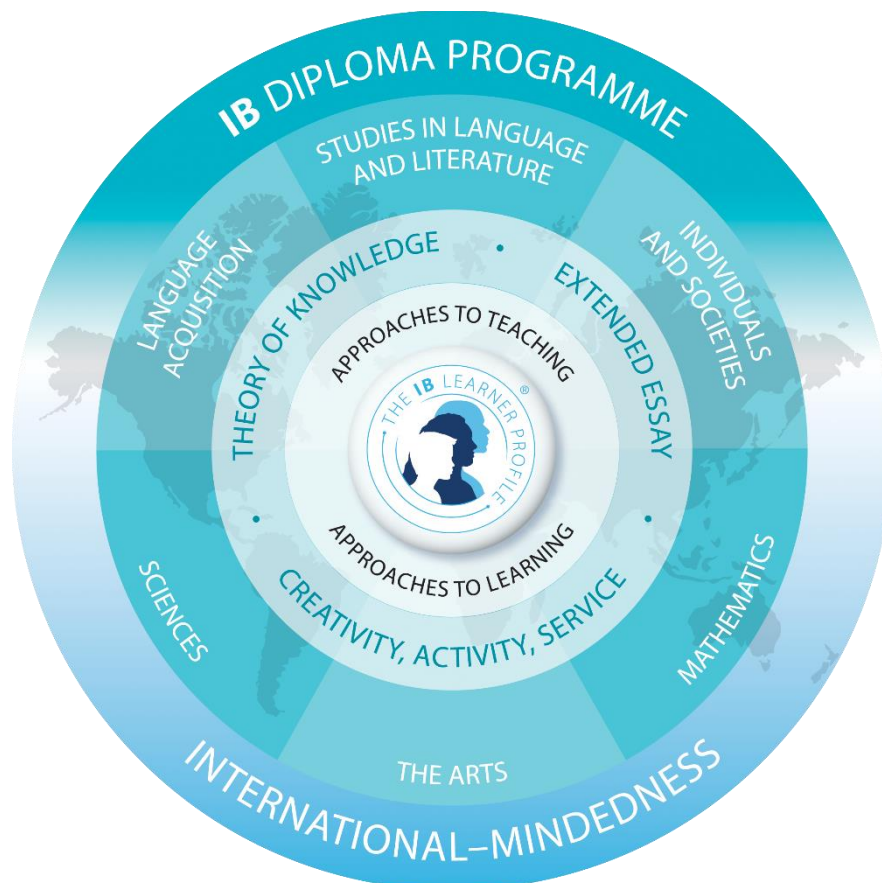 IB DIPLOMA PROGRAMME
STUDIES IN LANGUAGE
AND LITERATURE
LANGUAGE
ACQUISITION
INDIVIDUALS
AND SOCIETIES
THEORY OF KNOWLEDGE
•
EXTENDED ESSAY
APPROACHES TO TEACHING
• THE IB LEARNER PROFILE • ®
APPROACHES TO LEARNING
•
•
CREATIVITY, ACTIVITY, SERVICE
SCIENCES
MATHEMATICS
THE ARTS
INTERNATIONAL–MINDEDNESS